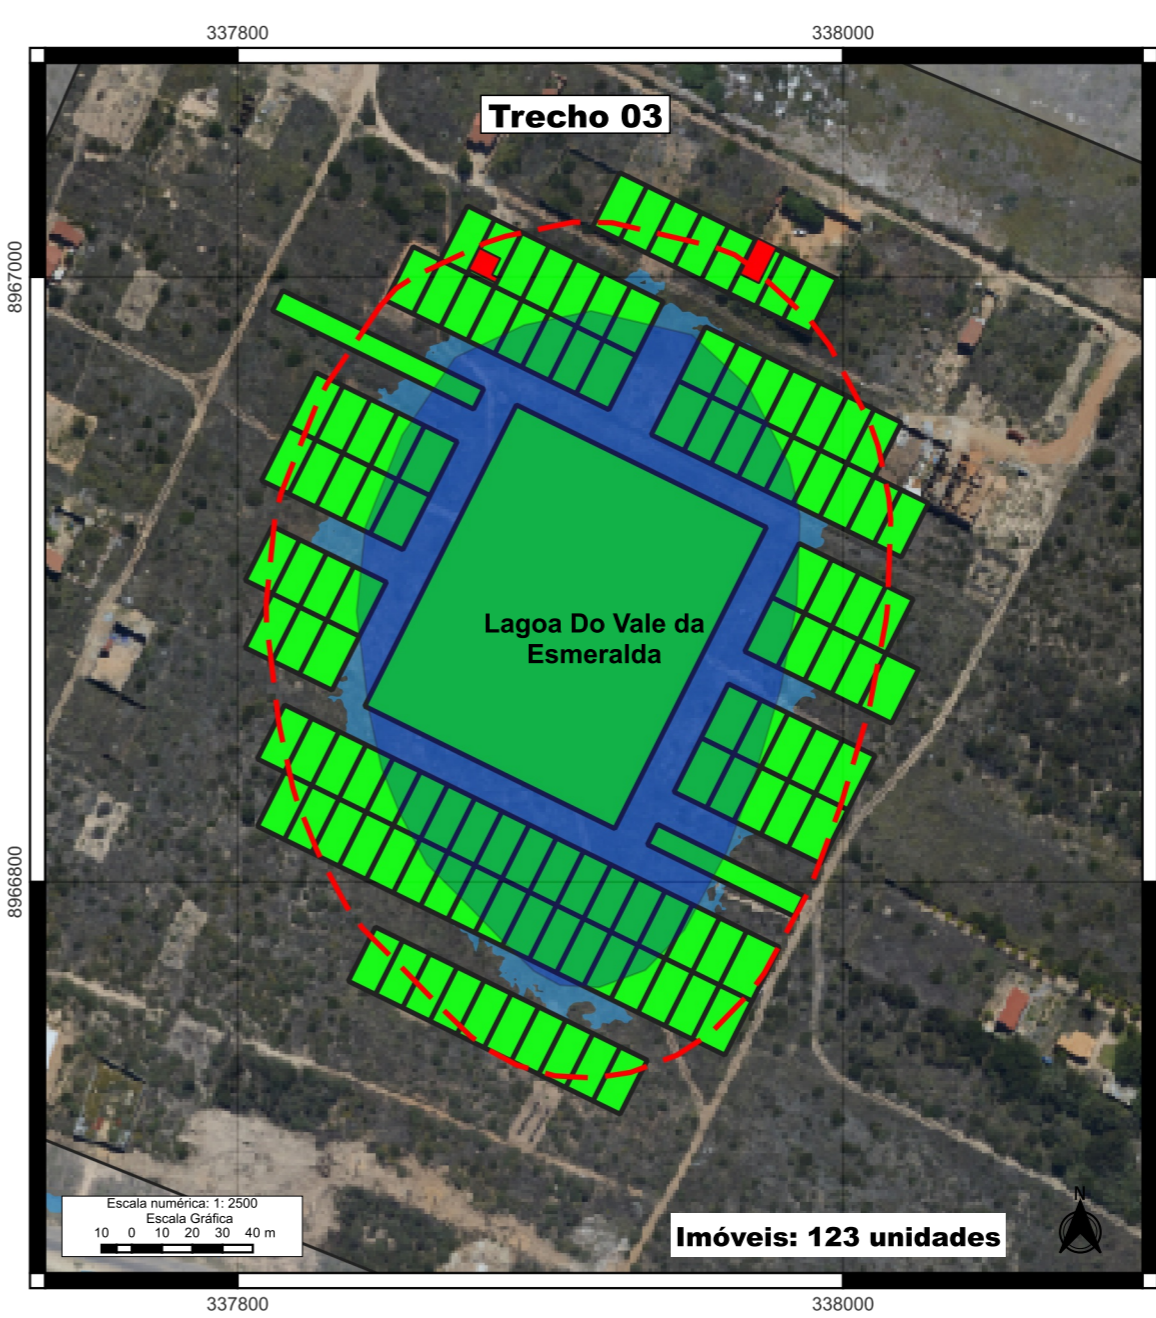 337800 338000
Trecho 03
8967000
Lagoa Do Vale da
Esmeralda
8966800
Escala numérica: 1: 2500
Escala Gráfica
10 0 10 20 30 40 m
Imóveis: 123 unidades
N
337800 338000